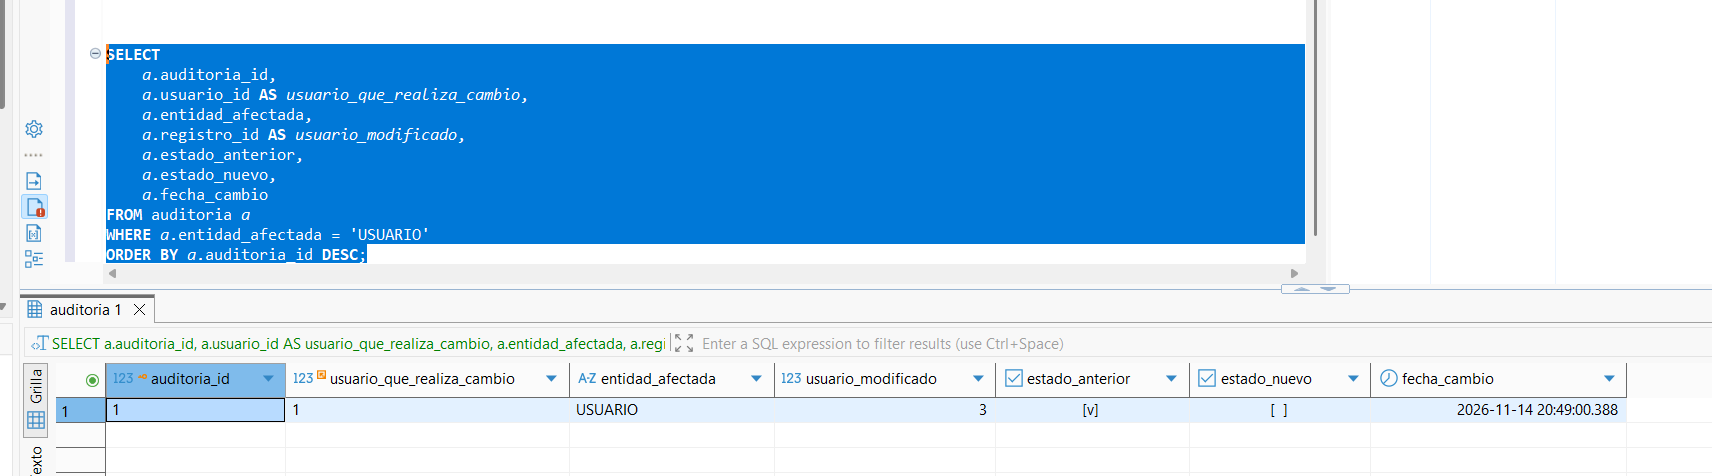 SELECT
a.auditoria_id,
a.usuario_id AS usuario_que_realiza_cambio,
a.entidad_afectada,
a.registro_id AS usuario_modificado,
a.estado_anterior,
a.estado_nuevo,
a.fecha_cambio
FROM auditoria a
WHERE a.entidad_afectada = 'USUARIO'
ORDER BY a.auditoria_id DESC;
auditoria 1
SELECT a.auditoria_id, a.usuario_id AS usuario_que_realiza_cambio, a.entidad_afectada, a.regi Enter a SQL expression to filter results (use Ctrl+Space)
Grilla
123 auditoria_id 123 usuario_que_realiza_cambio A-Z entidad_afectada 123 usuario_modificado estado_anterior estado_nuevo fecha_cambio
1 1 1 USUARIO 3 [v] [ ] 2026-11-14 20:49:00.388